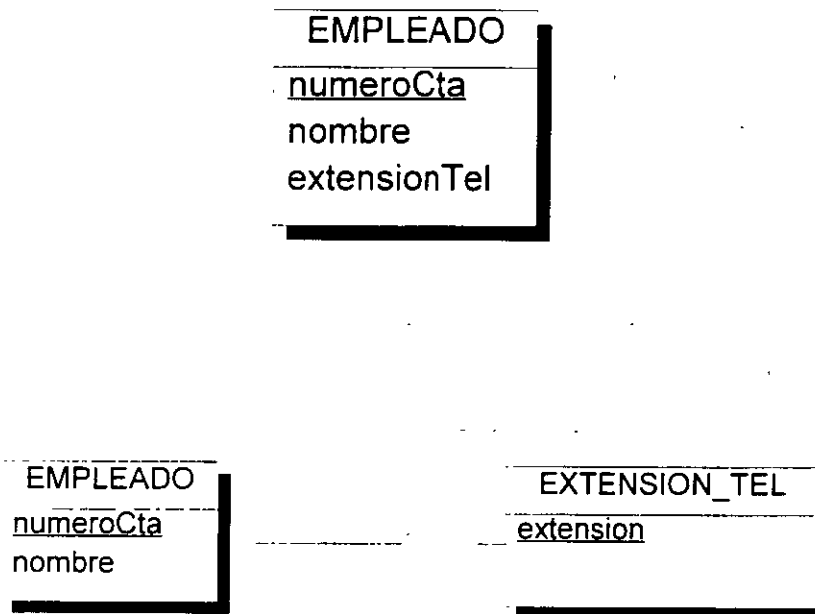 EMPLEADO
numeroCta
nombre
extensionTel
EMPLEADO
numeroCta
nombre
EXTENSION_TEL
extension